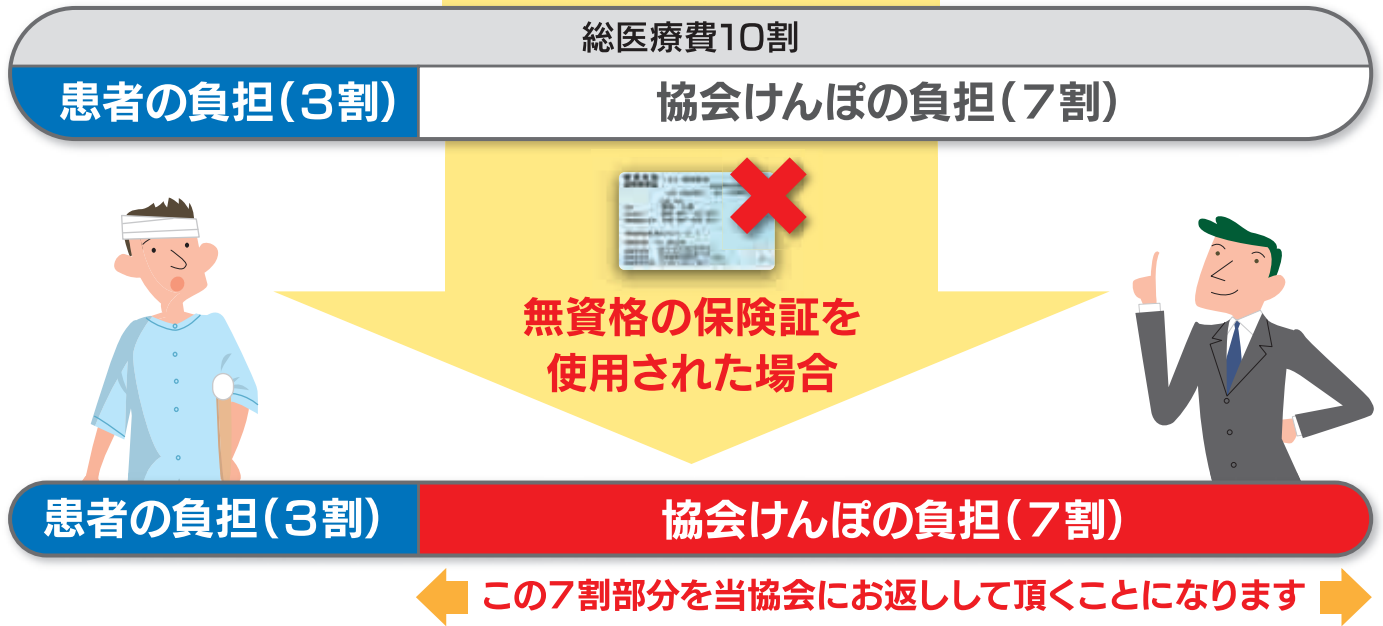 総医療費10割
患者の負担(3割)
協会けんぽの負担(7割)
無資格の保険証を
使用された場合
患者の負担(3割)
協会けんぽの負担(7割)
この7割部分を当協会にお返しして頂くことになります